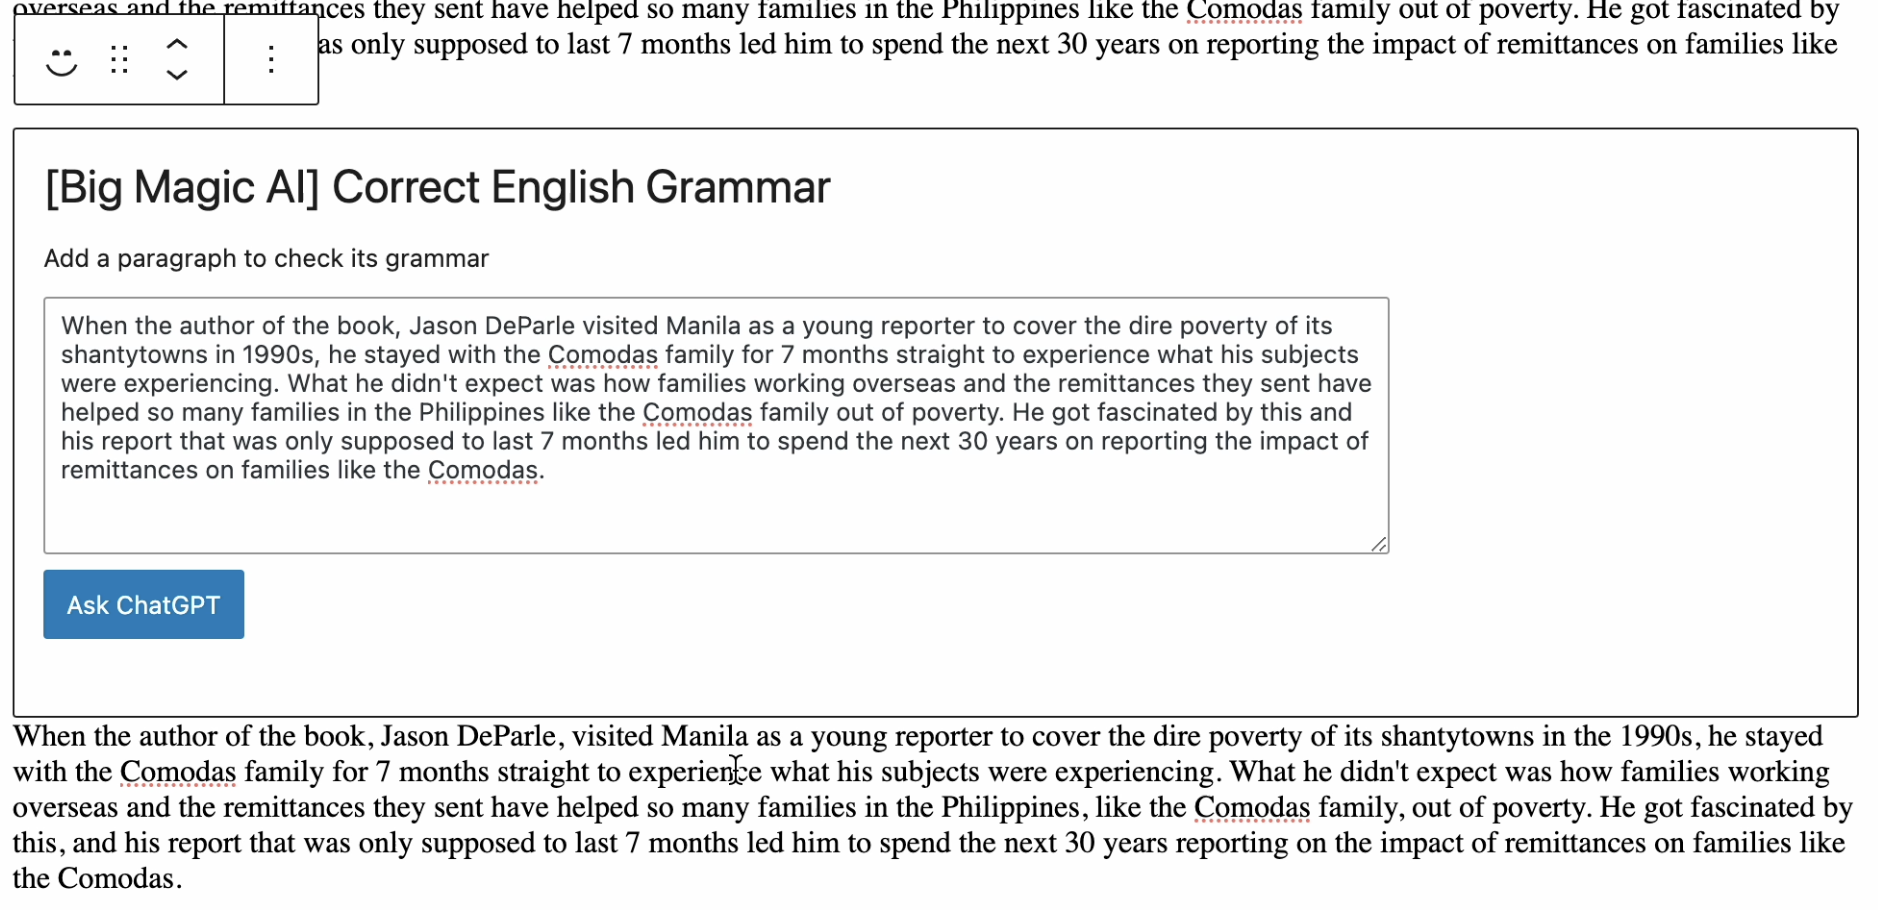 overseas and the remittances they sent have helped so many families in the Philippines like the Comodas family out of poverty. He got fascinated by
as only supposed to last 7 months led him to spend the next 30 years on reporting the impact of remittances on families like
[Big Magic AI] Correct English Grammar
Add a paragraph to check its grammar
When the author of the book, Jason DeParle visited Manila as a young reporter to cover the dire poverty of its
shantytowns in 1990s, he stayed with the Comodas family for 7 months straight to experience what his subjects
were experiencing. What he didn't expect was how families working overseas and the remittances they sent have
helped so many families in the Philippines like the Comodas family out of poverty. He got fascinated by this and
his report that was only supposed to last 7 months led him to spend the next 30 years on reporting the impact of
remittances on families like the Comodas.
Ask ChatGPT
When the author of the book, Jason DeParle, visited Manila as a young reporter to cover the dire poverty of its shantytowns in the 1990s, he stayed
with the Comodas family for 7 months straight to experience what his subjects were experiencing. What he didn't expect was how families working
overseas and the remittances they sent have helped so many families in the Philippines, like the Comodas family, out of poverty. He got fascinated by
this, and his report that was only supposed to last 7 months led him to spend the next 30 years reporting on the impact of remittances on families like
the Comodas.